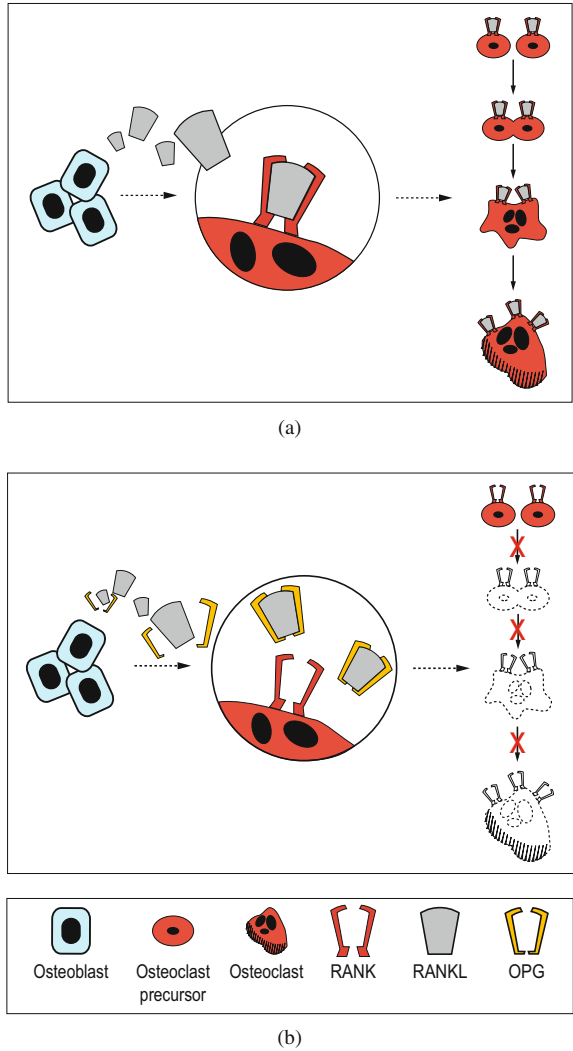 (a)
X
X
X
Osteoblast
Osteoclast
precursor
Osteoclast
RANK
RANKL
OPG
(b)